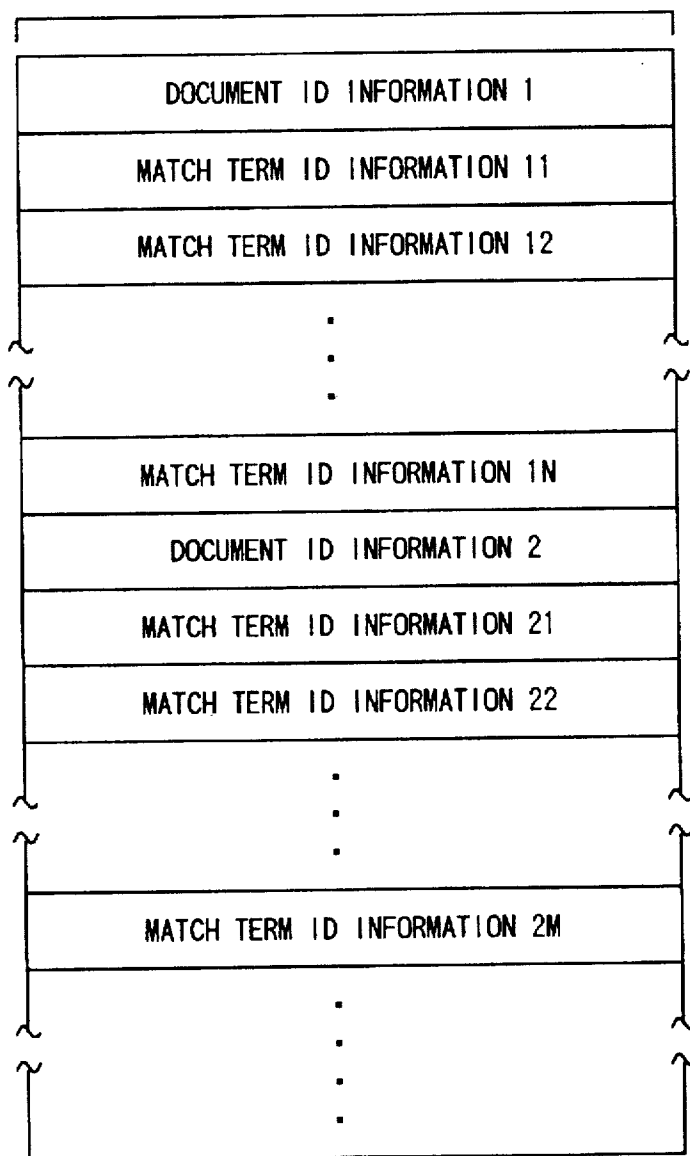 DOCUMENT ID INFORMATION 1
MATCH TERM ID INFORMATION 11
MATCH TERM ID INFORMATION 12
MATCH TERM ID INFORMATION 1N
DOCUMENT ID INFORMATION 2
MATCH TERM ID INFORMATION 21
MATCH TERM ID INFORMATION 22
MATCH TERM ID INFORMATION 2M